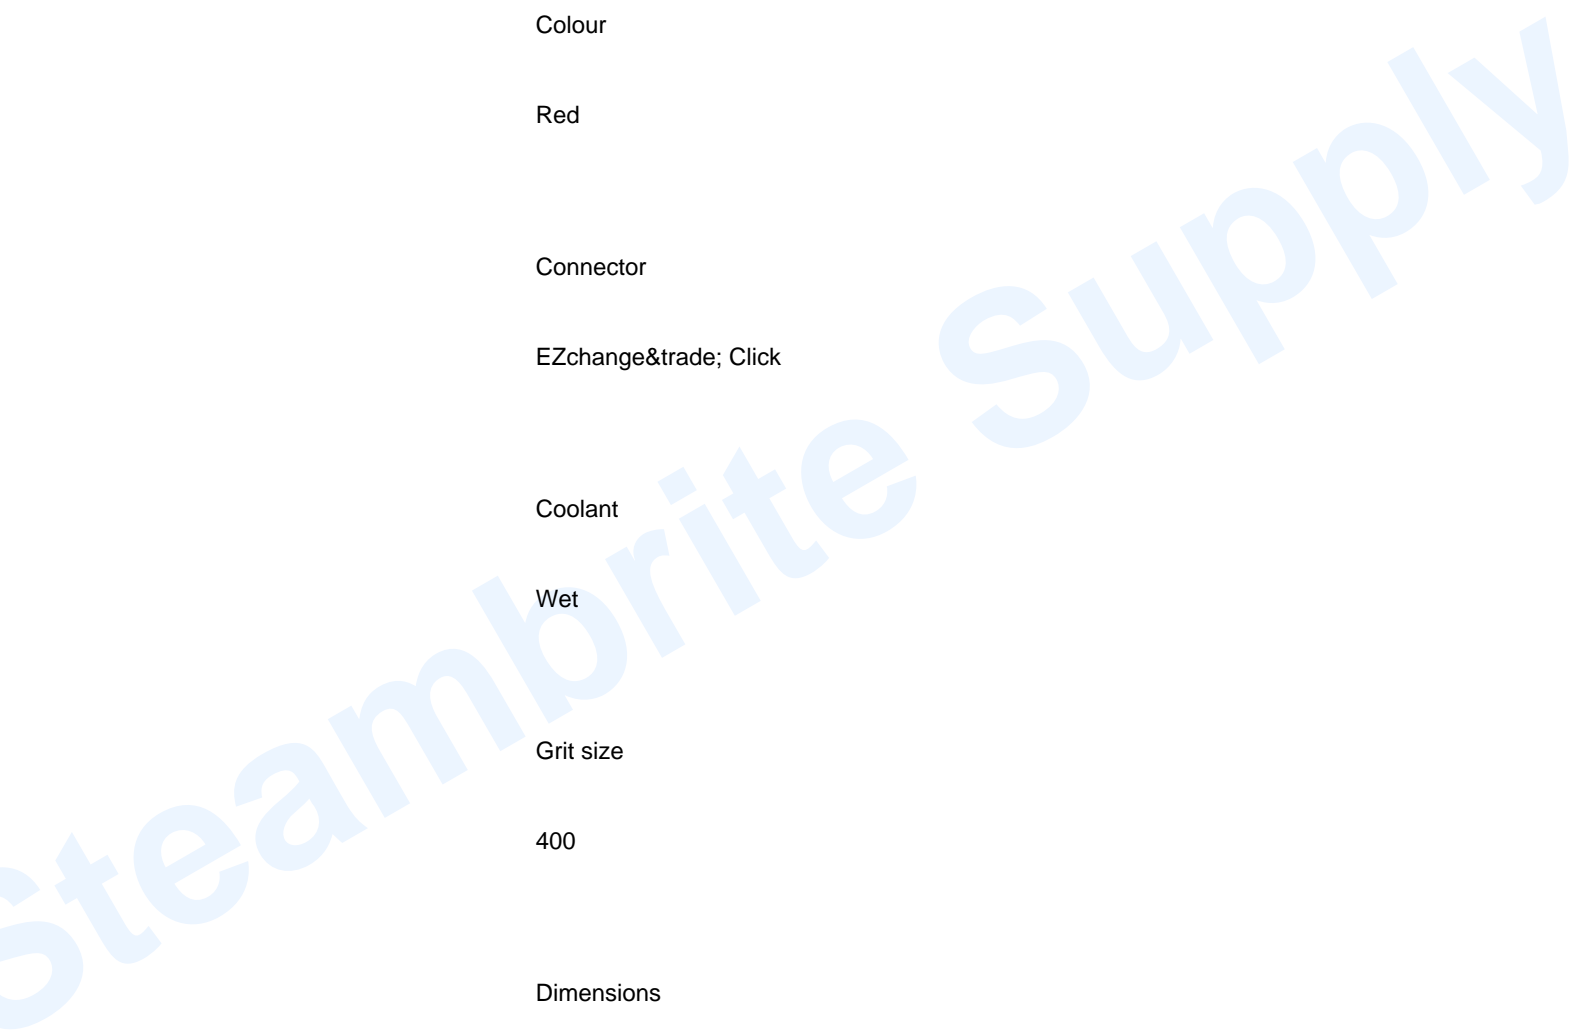 Colour
Red
Connector
EZchange&trade; Click
Coolant
Wet
Grit size
400
Dimensions
Steambrite Supply